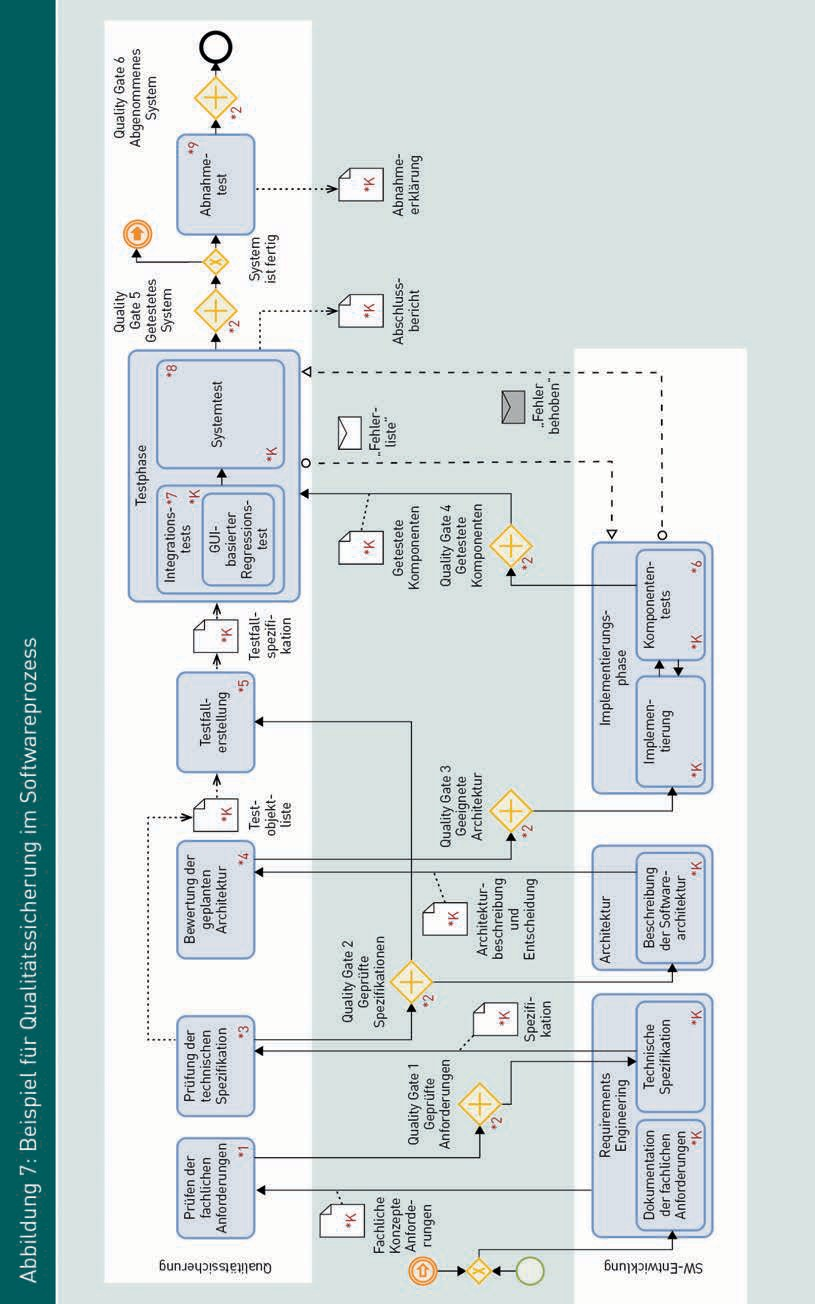 Abbildung 7: Beispiel für Qualitätssicherung im Softwareprozess
Qualitätssicherung
Prüfen der
fachlichen
Anforderungen
*1
Prüfung der
technischen
Spezifikation
*3
Bewertung der
geplanten
Architektur
*4
*K
Test-
objekt-
liste
Testfall-
erstellung
*5
*K
Testfall-
spezifi-
kation
Testphase
Integrations-
tests
*7
*K
GUI-
basierter
Regressions-
test
Systemtest
*8
*K
Quality
Gate 5
Getestetes
System
*2
System
ist fertig
Abnahme-
test
*9
Quality Gate 6
Abgenommenes
System
*2
*K
Fachliche
Konzepte
Anforde-
rungen
Quality Gate 1
Geprüfte
Anforderungen
*2
*K
Spezifi-
kation
Quality Gate 2
Geprüfte
Spezifikationen
*2
*K
Architektur-
beschreibung
und
Entscheidung
Quality Gate 3
Geeignete
Architektur
*2
*K
Getestete
Komponenten
Quality Gate 4
Getestete
Komponenten
*2
„Fehler-
liste“
„Fehler
behoben“
*K
Abschluss-
bericht
*K
Abnahme-
erklärung
SW-Entwicklung
Requirements
Engineering
Dokumentation
der fachlichen
Anforderungen
*K
Technische
Spezifikation
*K
Architektur
Beschreibung
der Software-
architektur
*K
Implementierungs-
phase
Implemen-
tierung
*K
Komponenten-
tests
*6
*K